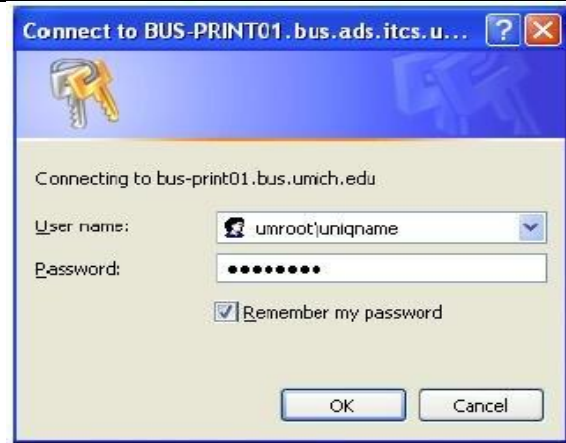 Connect to BUS-PRINT01.bus.ads.itcs.u... ?
Connecting to bus-print01.bus.umich.edu
User name: umroot\uniqname
Password: ••••••••
Remember my password
OK Cancel